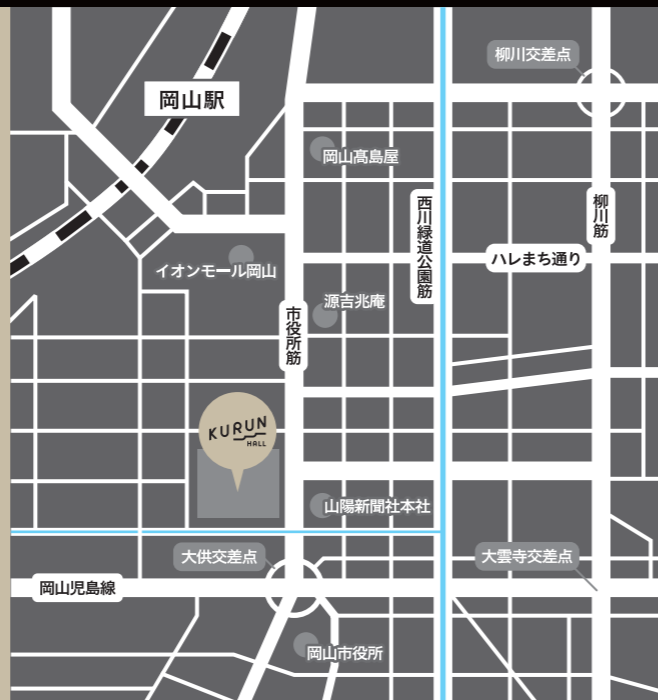 柳川交差点
岡山駅
岡山髙島屋
西川緑道公園筋
柳川筋
ハレまち通り
イオンモール岡山
源吉兆庵
市役所筋
KURUN
HALL
山陽新聞社本社
大供交差点
大雲寺交差点
岡山児島線
岡山市役所